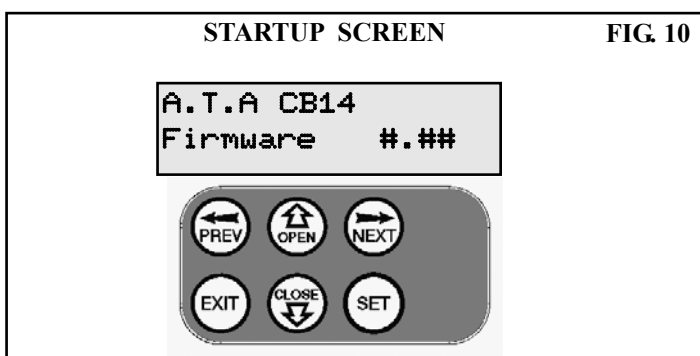 STARTUP SCREEN FIG. 10
A.T.A CB14
Firmware #.##
PREV OPEN NEXT
EXIT CLOSE SET